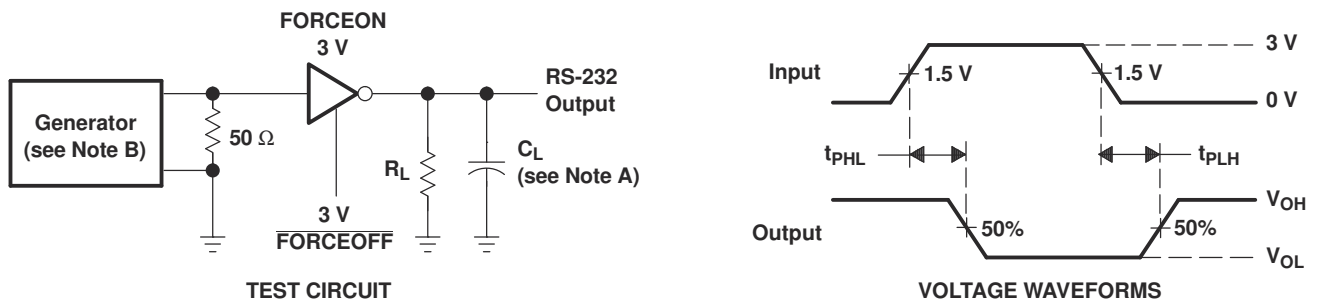 FORCEON
3 V
Generator
(see Note B)
50 Ω
RS-232
Output
R_L
C_L
(see Note A)
3 V
FORCEOFF
TEST CIRCUIT
Input
1.5 V
1.5 V
3 V
0 V
t_PHL
t_PLH
Output
50%
50%
V_OH
V_OL
VOLTAGE WAVEFORMS